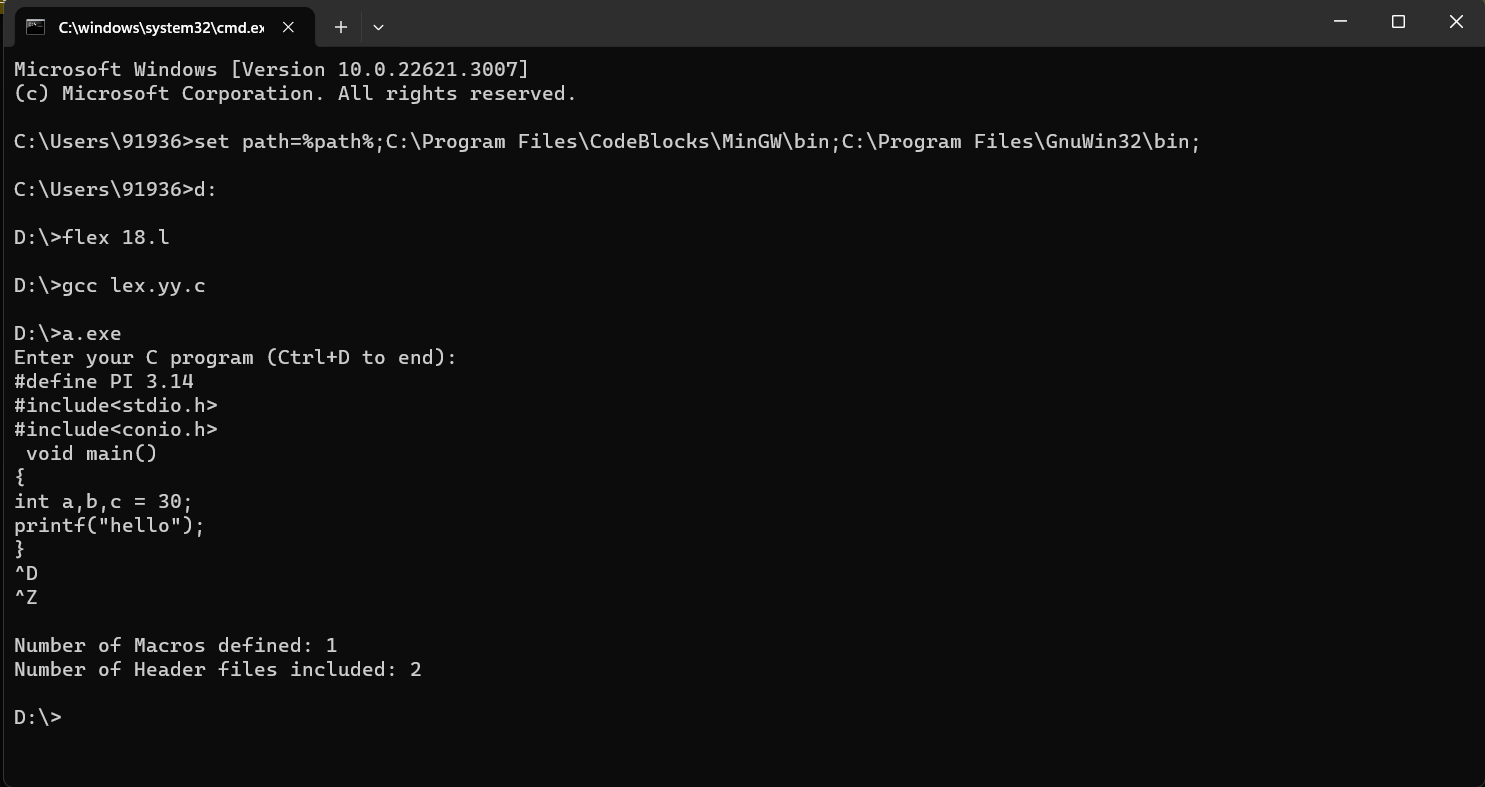 C:\windows\system32\cmd.ex
Microsoft Windows [Version 10.0.22621.3007]
(c) Microsoft Corporation. All rights reserved.
C:\Users\91936>set path=%path%;C:\Program Files\CodeBlocks\MinGW\bin;C:\Program Files\GnuWin32\bin;
C:\Users\91936>d:
D:\>flex 18.l
D:\>gcc lex.yy.c
D:\>a.exe
Enter your C program (Ctrl+D to end):
#define PI 3.14
#include<stdio.h>
#include<conio.h>
 void main()
{
int a,b,c = 30;
printf("hello");
}
^D
^Z
Number of Macros defined: 1
Number of Header files included: 2
D:\>